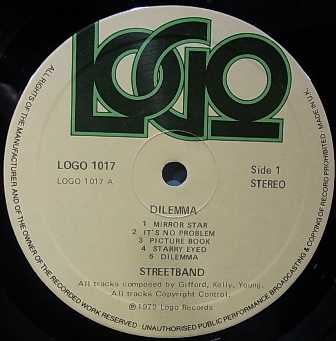 LOGO
LOGO 1017
LOGO 1017 A
Side 1
STEREO
DILEMMA
1 MIRROR STAR
2 IT'S NO PROBLEM
3 PICTURE BOOK
4 STARRY EYED
5 DILEMMA
STREETBAND
All tracks composed by Gifford, Kelly, Young.
All tracks Copyright Control.
℗ 1979 Logo Records
ALL RIGHTS OF THE MANUFACTURER AND OF THE OWNER OF THE RECORDED WORK RESERVED · UNAUTHORISED PUBLIC PERFORMANCE BROADCASTING & COPYING OF RECORD PROHIBITED. MADE IN U.K.